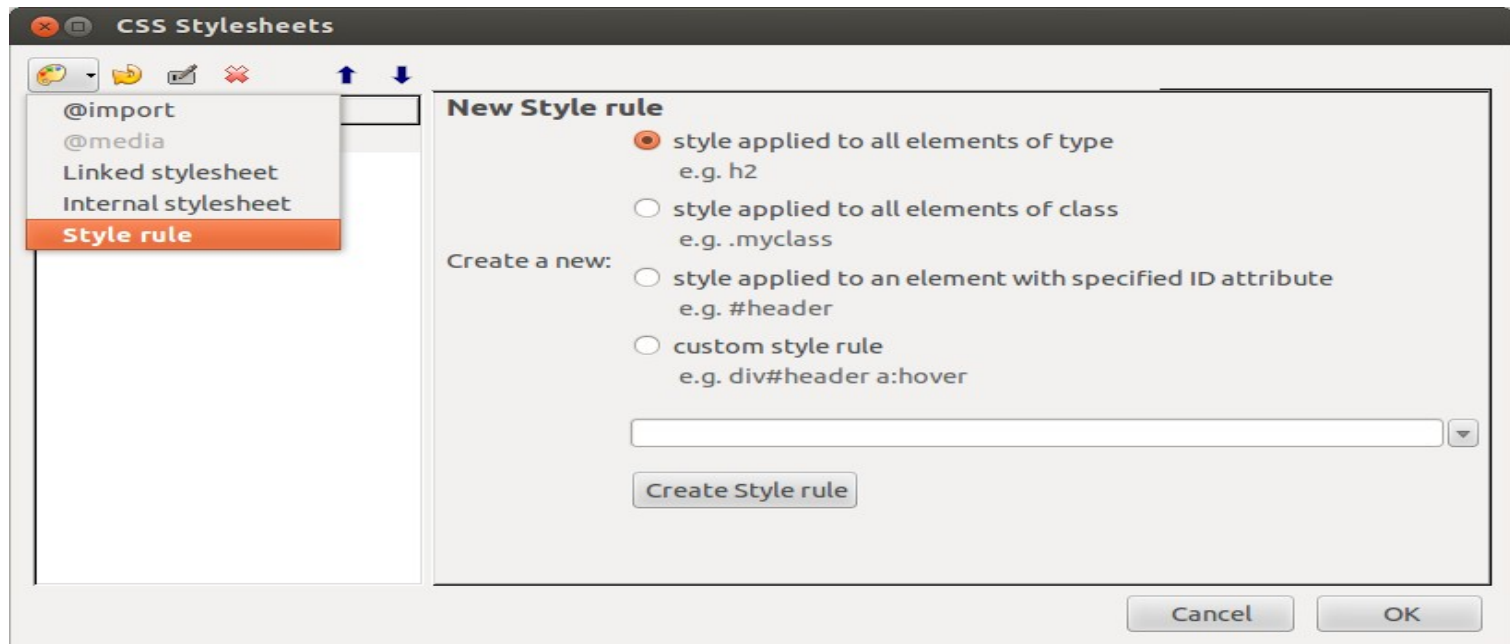 CSS Stylesheets
@import
@media
Linked stylesheet
Internal stylesheet
Style rule
New Style rule
Create a new:
style applied to all elements of type
e.g. h2
style applied to all elements of class
e.g. .myclass
style applied to an element with specified ID attribute
e.g. #header
custom style rule
e.g. div#header a:hover
Create Style rule
Cancel
OK